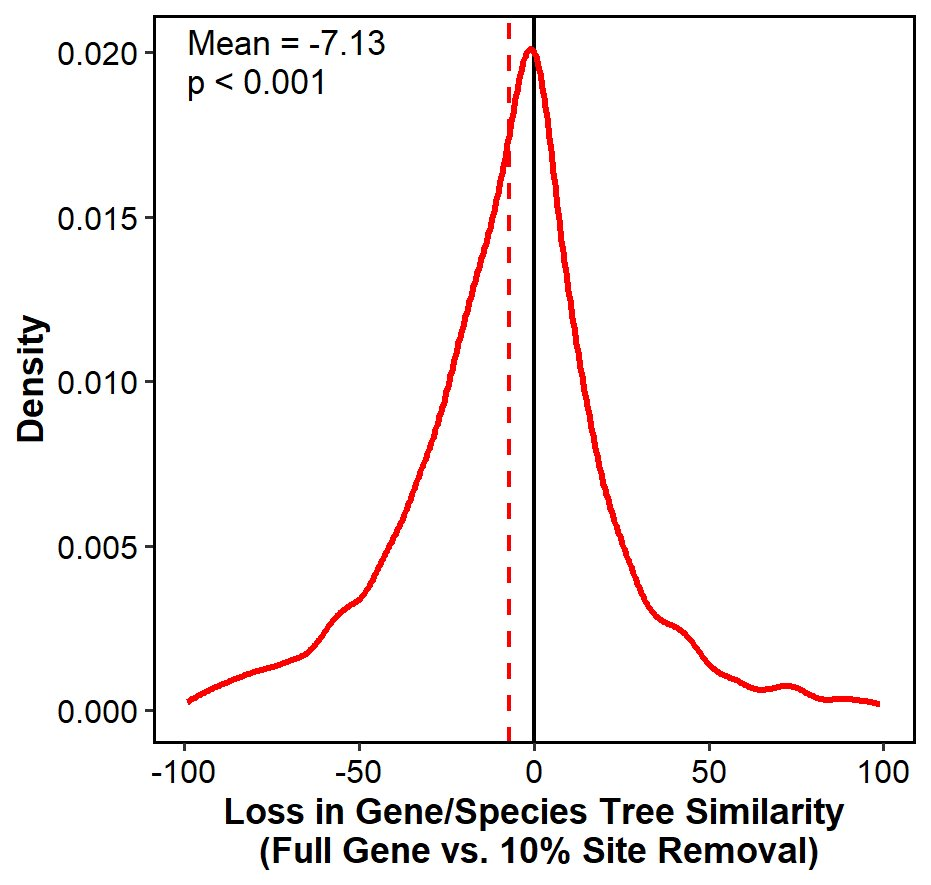 Mean = -7.13
p < 0.001
0.020
0.015
0.010
0.005
0.000
Density
-100 -50 0 50 100
Loss in Gene/Species Tree Similarity
(Full Gene vs. 10% Site Removal)